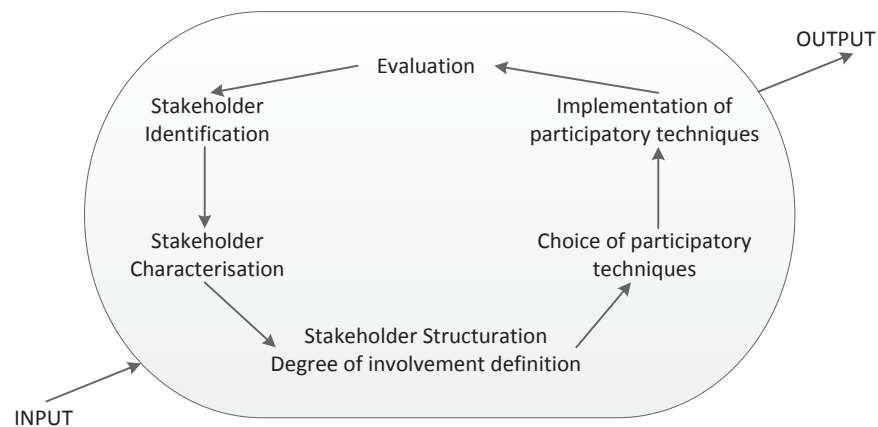 OUTPUT
Evaluation
Stakeholder
Identification
Implementation of
participatory techniques
Stakeholder
Characterisation
Choice of participatory
techniques
Stakeholder Structuration
Degree of involvement definition
INPUT